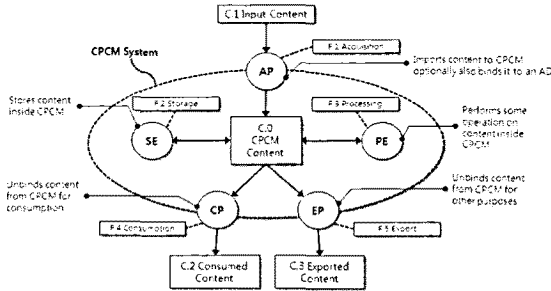 C.1 Input Content
CPCM System
F.1 Acquisition
AP
Imports content to CPCM
optionally also binds it to an AD
Stores content
inside CPCM
F.2 Storage
F.3 Processing
Performs some
operation on
content inside
CPCM
SE
C.0
CPCM
Content
PE
Unbinds content
from CPCM for
consumption
Unbinds content
from CPCM for
other purposes
CP
EP
F.4 Consumption
F.5 Export
C.2 Consumed
Content
C.3 Exported
Content